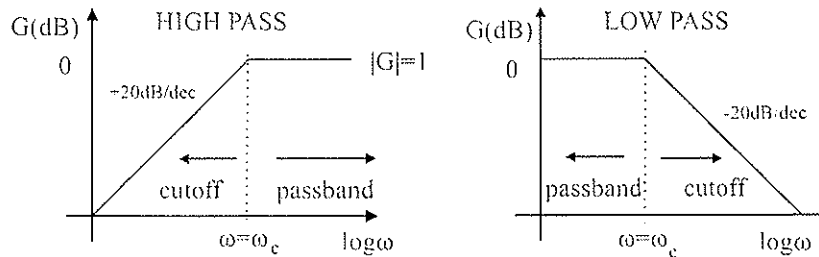 G(dB)
HIGH PASS
0
|G|=1
+20dB/dec
cutoff
passband
ω=ω_c
logω
G(dB)
LOW PASS
0
-20dB/dec
passband
cutoff
ω=ω_c
logω